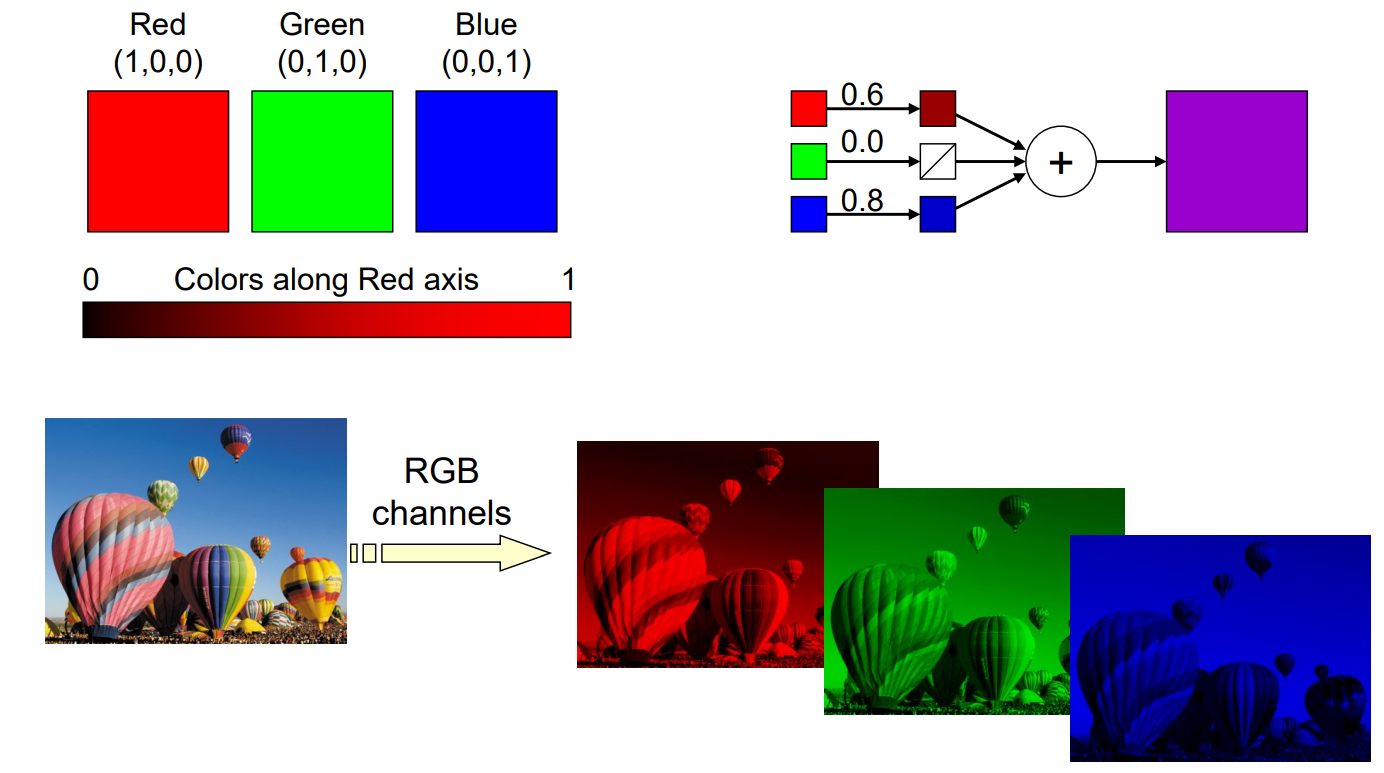 Red
(1,0,0)
Green
(0,1,0)
Blue
(0,0,1)
0.6
0.0
0.8
+
0 Colors along Red axis 1
RGB
channels